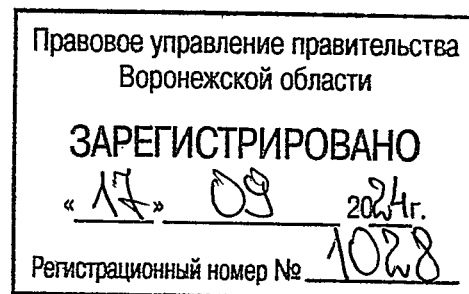 Правовое управление правительства
Воронежской области
ЗАРЕГИСТРИРОВАНО
« 17 » 09 2024г.
Регистрационный номер № 1028